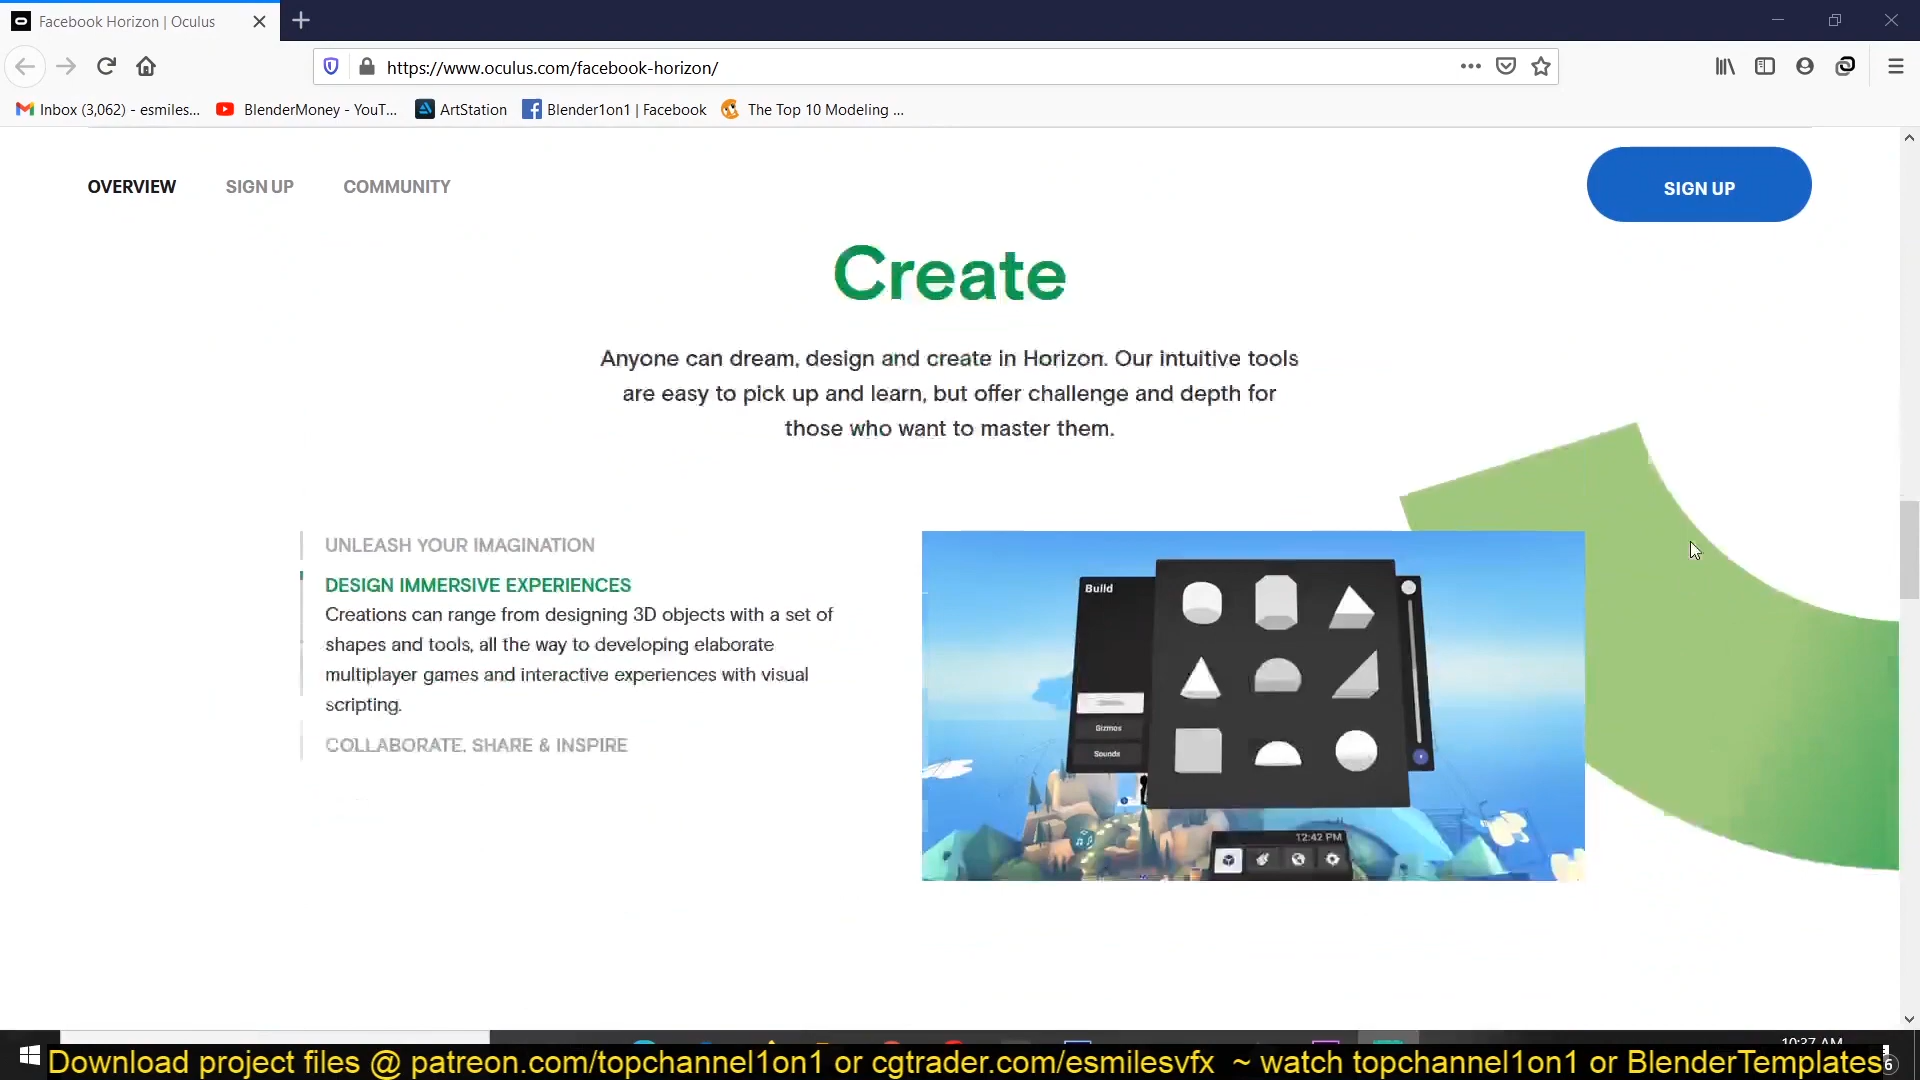 Facebook Horizon | Oculus
https://www.oculus.com/facebook-horizon/
Inbox (3,062) - esmiles...
BlenderMoney - YouT...
ArtStation
Blender1on1 | Facebook
The Top 10 Modeling ...
OVERVIEW
SIGN UP
COMMUNITY
SIGN UP
Create
Anyone can dream, design and create in Horizon. Our intuitive tools
are easy to pick up and learn, but offer challenge and depth for
those who want to master them.
UNLEASH YOUR IMAGINATION
DESIGN IMMERSIVE EXPERIENCES
Creations can range from designing 3D objects with a set of
shapes and tools, all the way to developing elaborate
multiplayer games and interactive experiences with visual
scripting.
COLLABORATE, SHARE & INSPIRE
Build
Gizmos
Sounds
12:42 PM
10:37 AM
Download project files @ patreon.com/topchannel1on1 or cgtrader.com/esmilesvfx ~ watch topchannel1on1 or BlenderTemplates
6